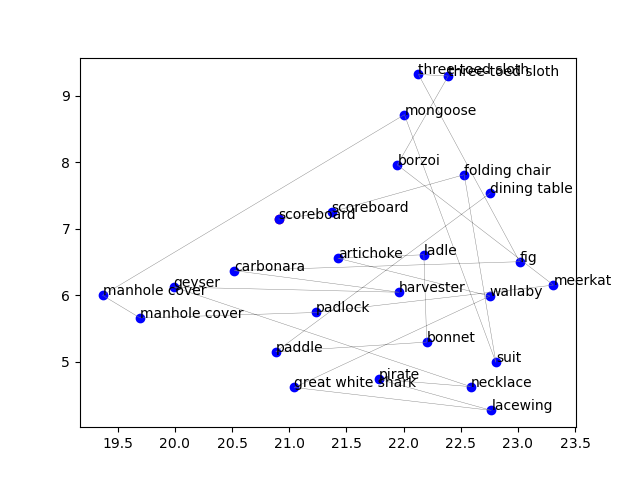 three-toed sloth
three-toed sloth
9
mongoose
borzoi
8
folding chair
dining table
scoreboard
scoreboard
7
artichoke
ladle
fig
carbonara
meerkat
geyser
harvester
wallaby
manhole cover
6
manhole cover
padlock
bonnet
paddle
suit
5
pirate
great white shark
necklace
lacewing
19.5 20.0 20.5 21.0 21.5 22.0 22.5 23.0 23.5